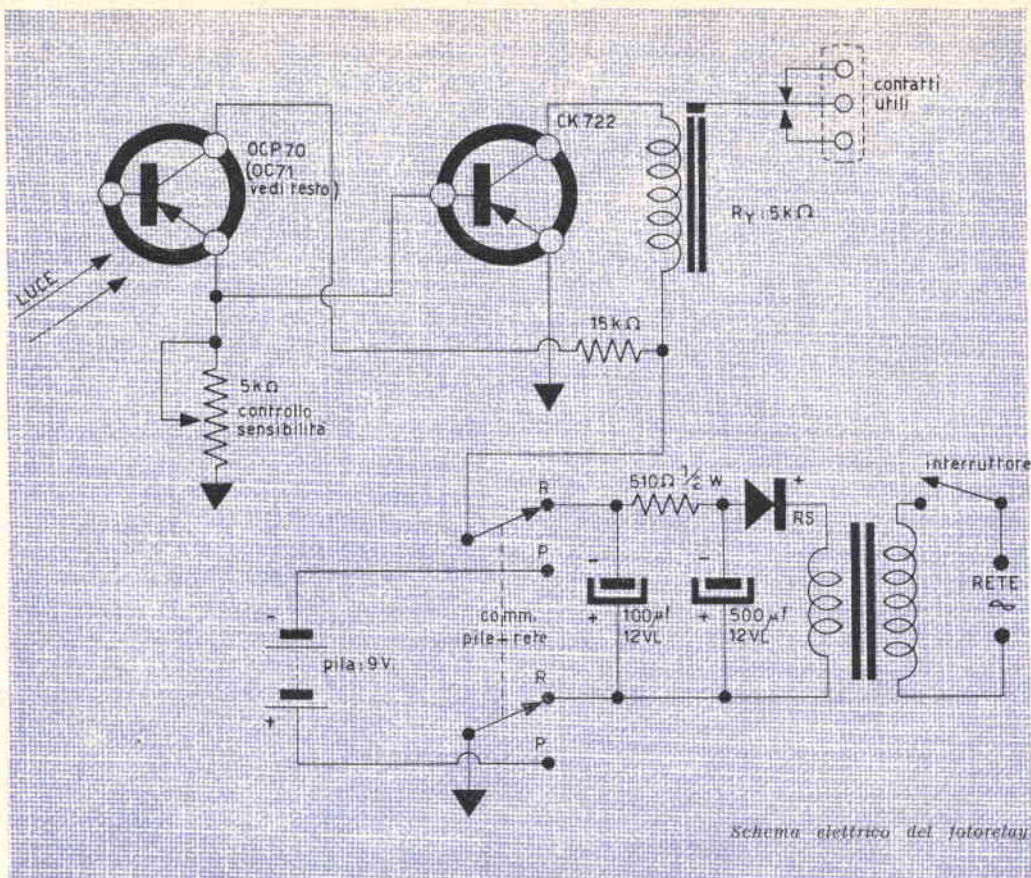 OCP70
(OC71
vedi testo)
CK722
contatti
utili
RY : 5kΩ
LUCE
15kΩ
5kΩ
controllo
sensibilità
interruttore
R
510Ω 1/2 W
+
RS
P
-
-
RETE
~
-
comm.
pile-rete
+
100µf
12VL
+
500µf
12VL
pila: 9V.
R
+
P
Schema elettrico del fotorelay